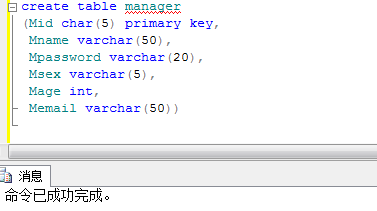 create table manager
(Mid char(5) primary key,
Mname varchar(50),
Mpassword varchar(20),
Msex varchar(5),
Mage int,
Memail varchar(50))
消息
命令已成功完成。